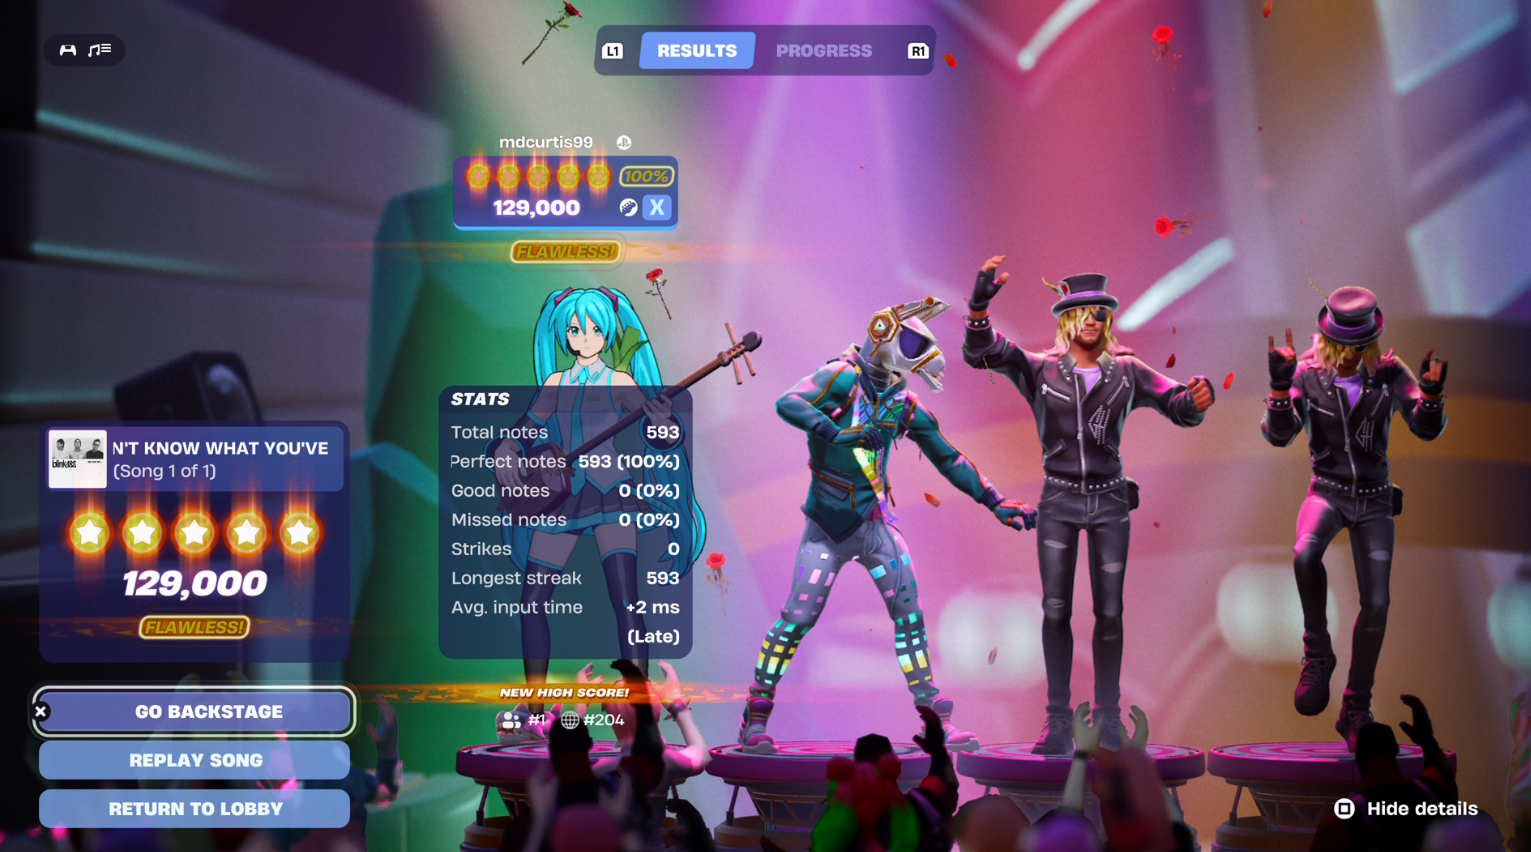 L1
RESULTS
PROGRESS
R1
mdcurtis99
100%
129,000
X
FLAWLESS!
STATS
Total notes 593
Perfect notes 593 (100%)
Good notes 0 (0%)
Missed notes 0 (0%)
Strikes 0
Longest streak 593
Avg. input time +2 ms
(Late)
NEW HIGH SCORE!
#1 #204
blink-182
N'T KNOW WHAT YOU'VE
(Song 1 of 1)
129,000
FLAWLESS!
GO BACKSTAGE
REPLAY SONG
RETURN TO LOBBY
Hide details